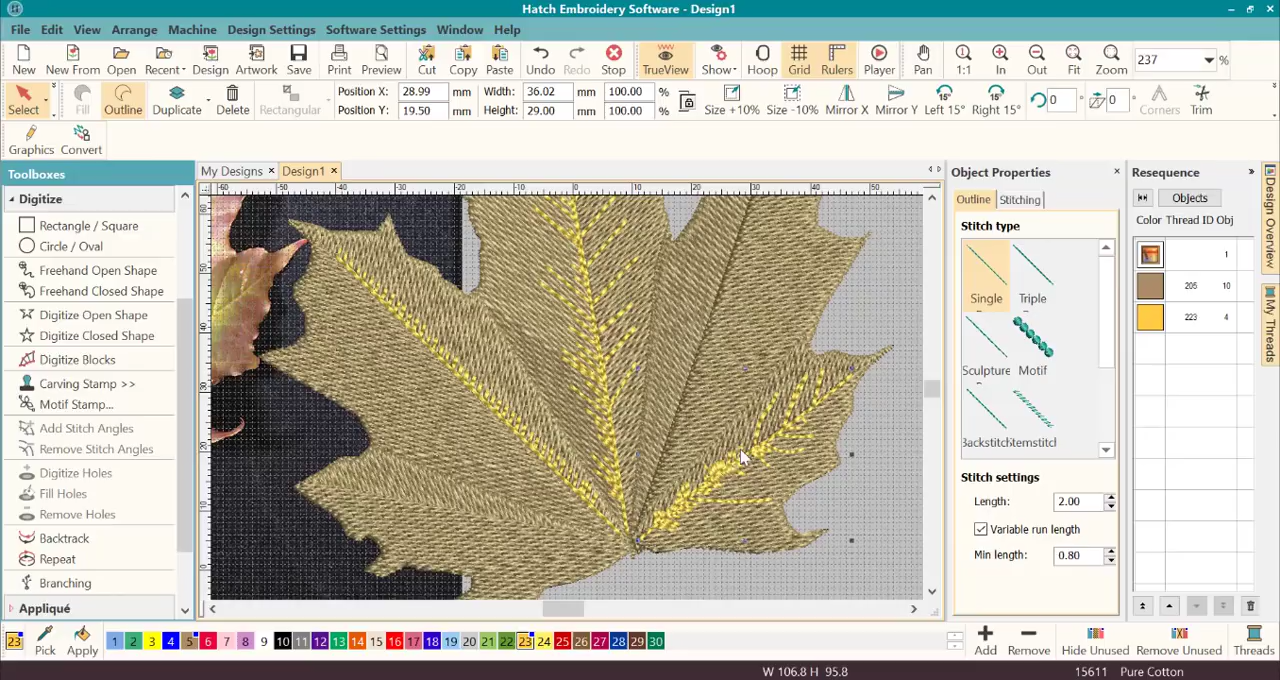 Hatch Embroidery Software - Design1
File Edit View Arrange Machine Design Settings Software Settings Window Help
New New From Open Recent Design Artwork Save Print Preview Cut Copy Paste Undo Redo Stop TrueView Show Hoop Grid Rulers Player Pan 1:1 In Out Fit Zoom 237 %
Select Fill Outline Duplicate Delete Rectangular Position X: 28.99 mm Width: 36.02 mm 100.00 % Size +10% Size -10% Mirror X Mirror Y Left 15° Right 15° 0 ° 0 ° Corners Trim
Position Y: 19.50 mm Height: 29.00 mm 100.00 %
Graphics Convert
Toolboxes
My Designs Design1
Digitize
Rectangle / Square
Circle / Oval
Freehand Open Shape
Freehand Closed Shape
Digitize Open Shape
Digitize Closed Shape
Digitize Blocks
Carving Stamp >>
Motif Stamp...
Add Stitch Angles
Remove Stitch Angles
Digitize Holes
Fill Holes
Remove Holes
Backtrack
Repeat
Branching
Appliqué
Object Properties
Outline Stitching
Stitch type
Single Triple
Sculpture Motif
Backstitch Stemstitch
Stitch settings
Length: 2.00
Variable run length
Min length: 0.80
Resequence
Objects
Color Thread ID Obj
1
205 10
223 4
Design Overview
My Threads
23 Pick Apply 1 2 3 4 5 6 7 8 9 10 11 12 13 14 15 16 17 18 19 20 21 22 23 24 25 26 27 28 29 30 Add Remove Hide Unused Remove Unused Threads
W 106.8 H 95.8 15611 Pure Cotton